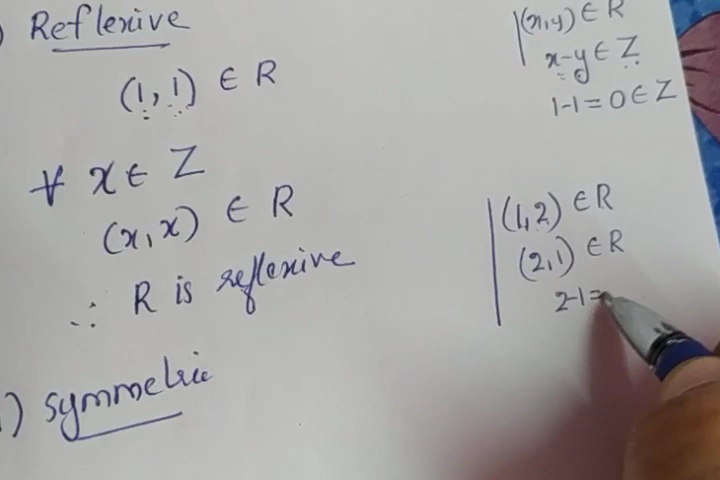 ) Reflexive
(1, 1) ∈ R
∀ x ∈ Z
(x, x) ∈ R
∴ R is reflexive
) Symmetric
(x, y) ∈ R
x-y ∈ Z
1-1 = 0 ∈ Z
(1, 2) ∈ R
(2, 1) ∈ R
2-1 =